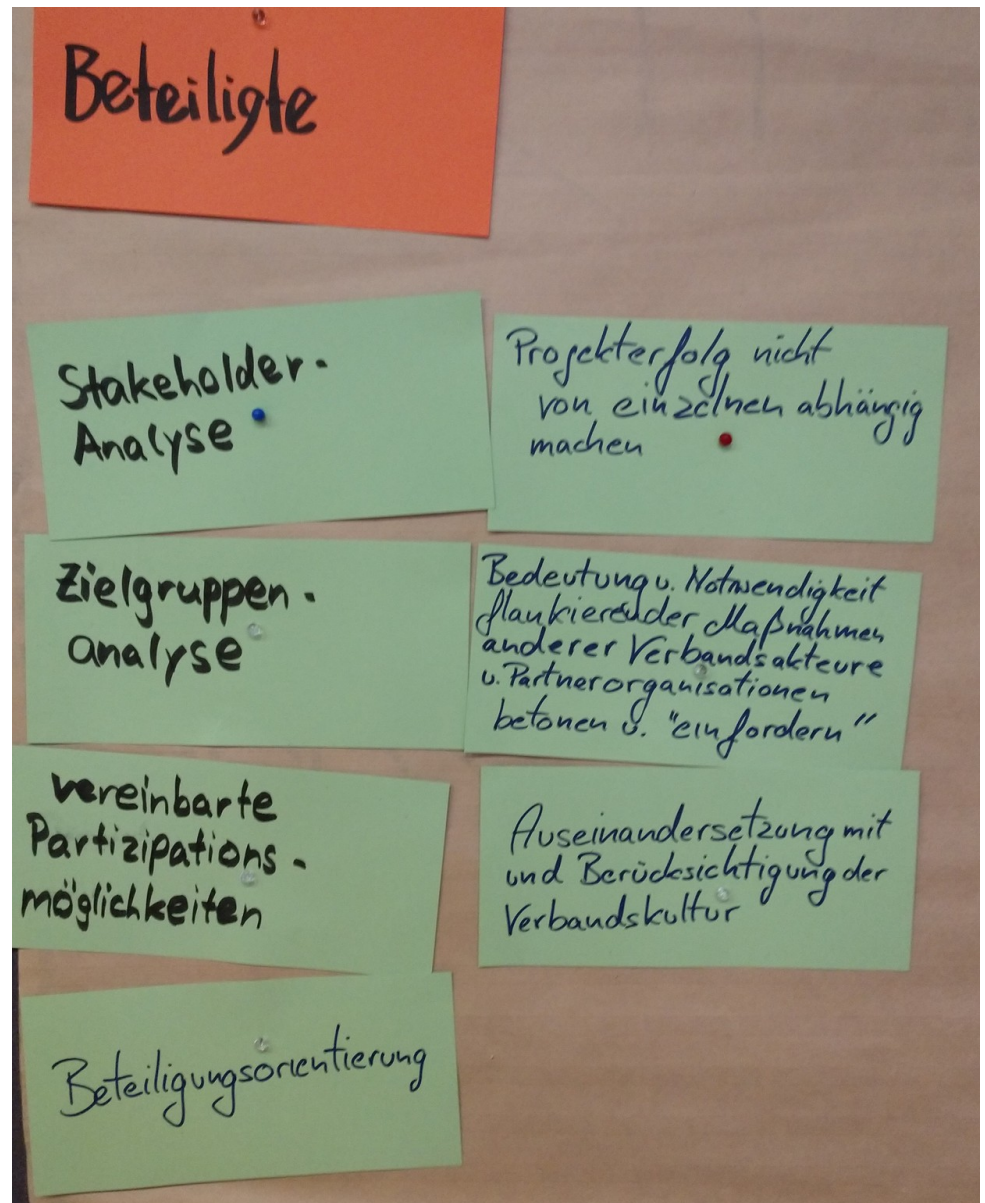 Beteiligte
Stakeholder-
Analyse
Projekterfolg nicht
von einzelnen abhängig
machen
Zielgruppen-
analyse
Bedeutung u. Notwendigkeit
flankierender Maßnahmen
anderer Verbandsakteure
u. Partnerorganisationen
betonen u. "einfordern"
vereinbarte
Partizipations-
möglichkeiten
Auseinandersetzung mit
und Berücksichtigung der
Verbandskultur
Beteiligungsorientierung